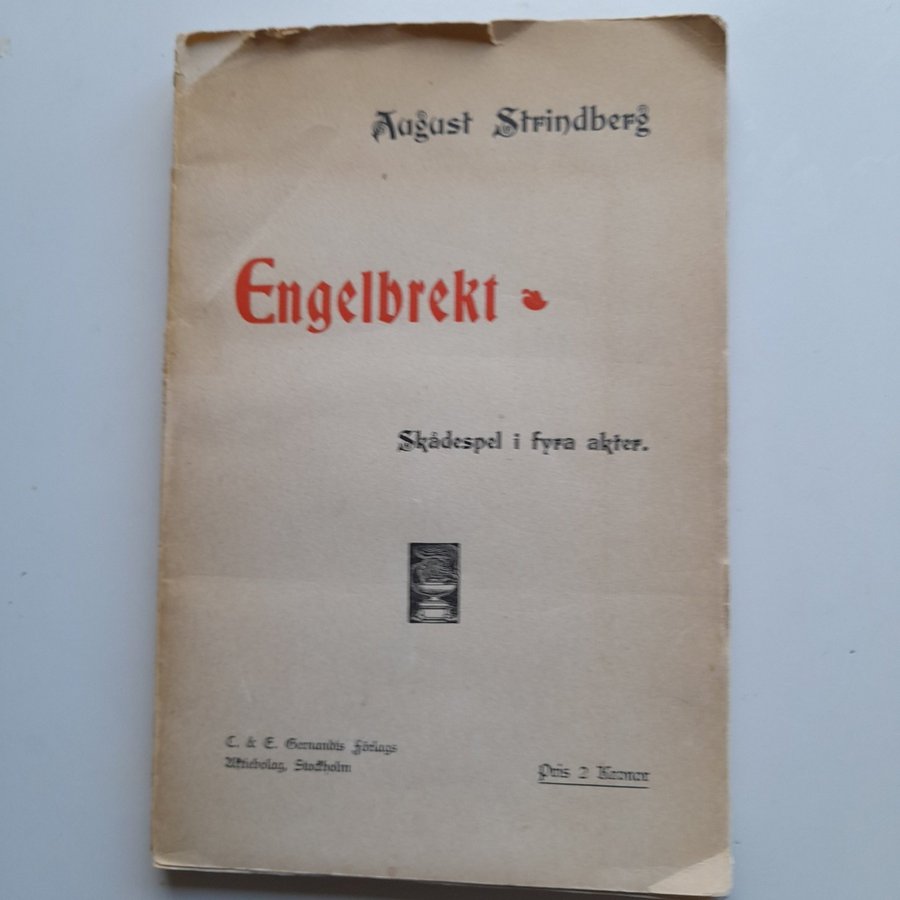 August Strindberg
Engelbrekt
Skådespel i fyra akter.
C. & E. Gernandts Förlags
Aktiebolag, Stockholm
Pris 2 Kronor